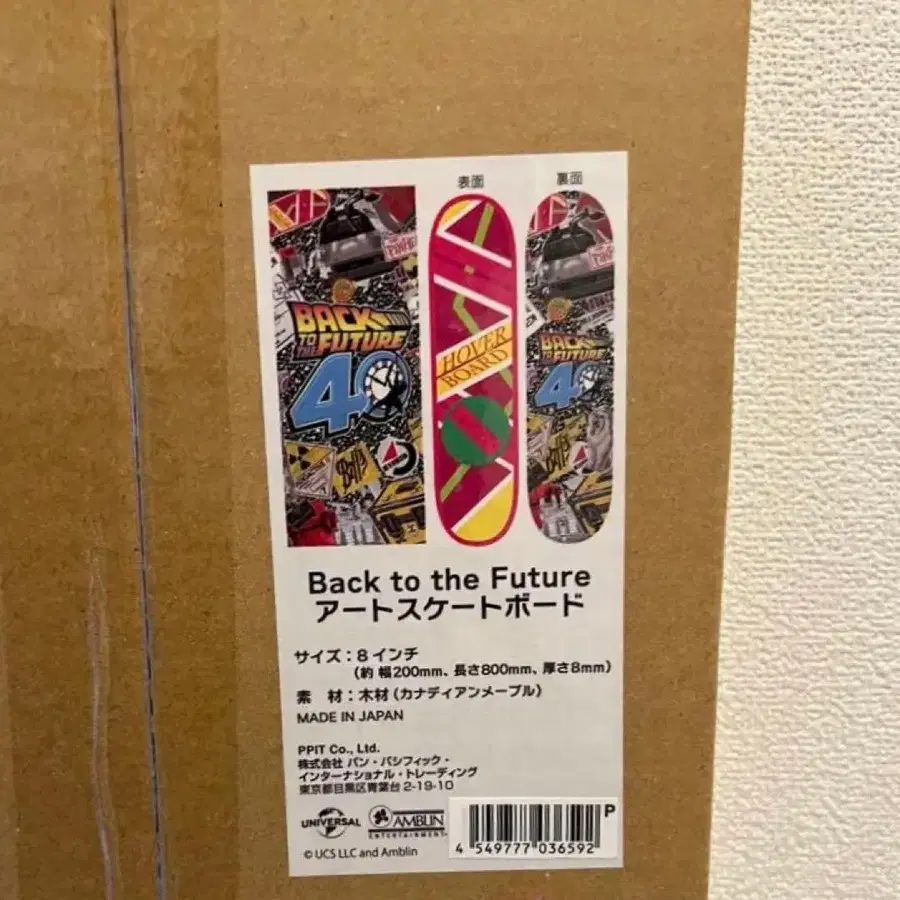 表面
裏面
BACK
TO
THE FUTURE
40
HOVER
BOARD
BACK
TO THE FUTURE
40
Back to the Future
アートスケートボード
サイズ：8 インチ
（約 幅200mm、長さ800mm、厚さ8mm）
素　材：木材（カナディアンメープル）
MADE IN JAPAN
PPIT Co., Ltd.
株式会社 パン・パシフィック・
インターナショナル・トレーディング
東京都目黒区青葉台 2-19-10
UNIVERSAL
AMBLIN
ENTERTAINMENT
P
4 549777 036592
© UCS LLC and Amblin